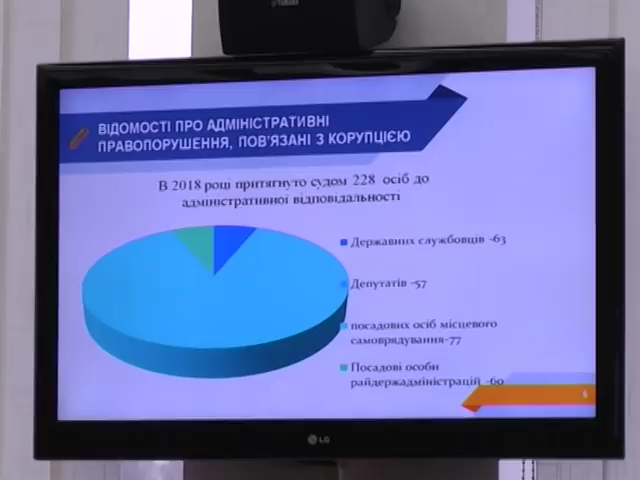 YAMAHA
ВІДОМОСТІ ПРО АДМІНІСТРАТИВНІ
ПРАВОПОРУШЕННЯ, ПОВ'ЯЗАНІ З КОРУПЦІЄЮ
В 2018 році притягнуто судом 228 осіб до
адміністративної відповідальності
Державних службовців -63
Депутатів -57
посадових осіб місцевого
самоврядування-77
Посадові особи
райдержадміністрацій -60
6
LG